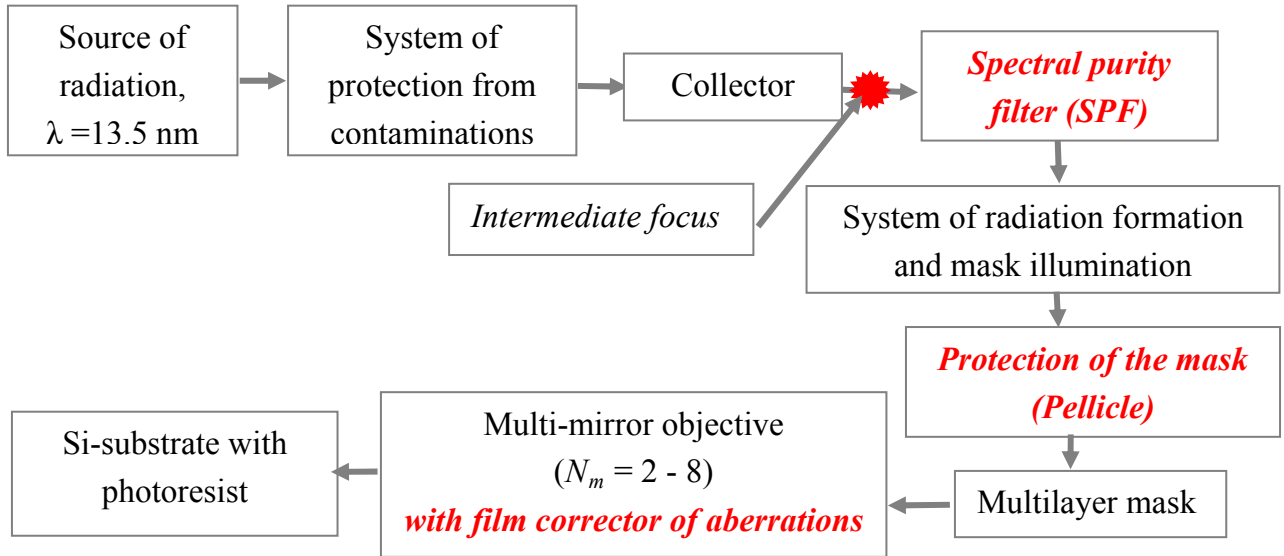 Source of
radiation,
λ =13.5 nm
System of
protection from
contaminations
Collector
Spectral purity
filter (SPF)
Intermediate focus
System of radiation formation
and mask illumination
Protection of the mask
(Pellicle)
Multilayer mask
Multi-mirror objective
(Nm = 2 - 8)
with film corrector of aberrations
Si-substrate with
photoresist